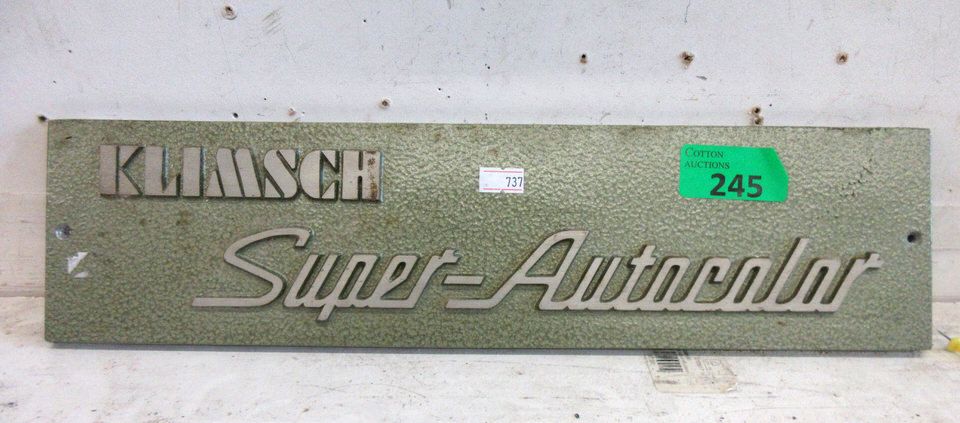 KLIMSCH
737
COTTON
AUCTIONS
245
Super-Autocolor